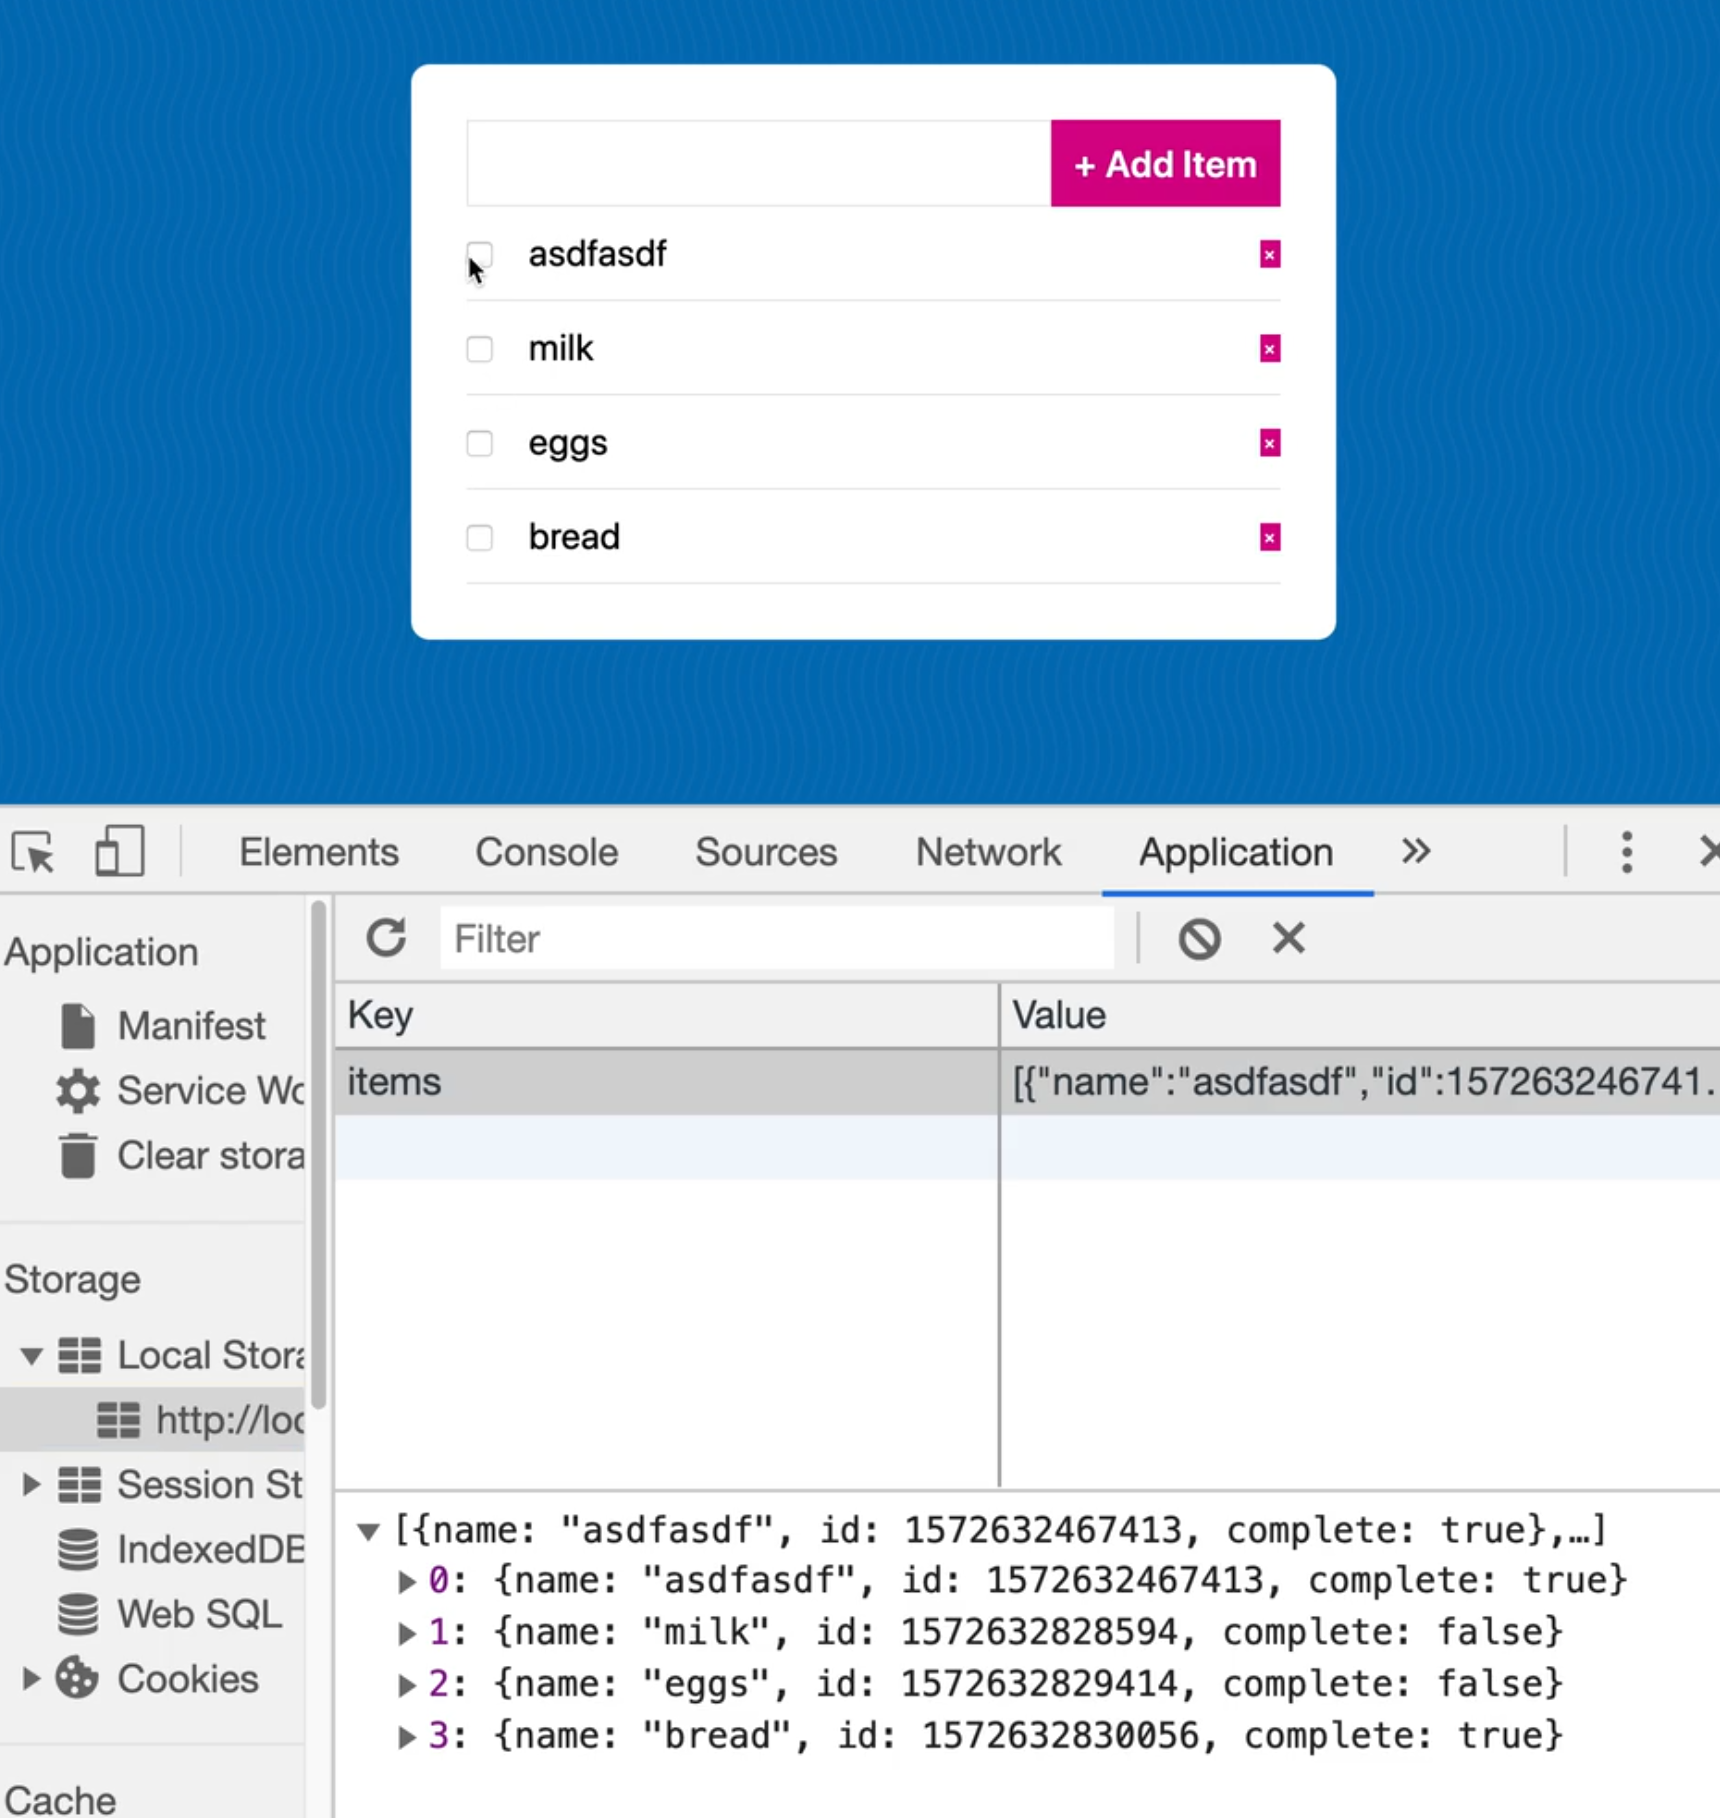 + Add Item
asdfasdf
×
milk
×
eggs
×
bread
×
Elements Console Sources Network Application »
Application
Manifest
Service Wo
Clear stora
Storage
Local Stora
http://loc
Session St
IndexedDB
Web SQL
Cookies
Cache
Filter
Key Value
items [{"name":"asdfasdf","id":157263246741.
[{name: "asdfasdf", id: 1572632467413, complete: true},…]
0: {name: "asdfasdf", id: 1572632467413, complete: true}
1: {name: "milk", id: 1572632828594, complete: false}
2: {name: "eggs", id: 1572632829414, complete: false}
3: {name: "bread", id: 1572632830056, complete: true}